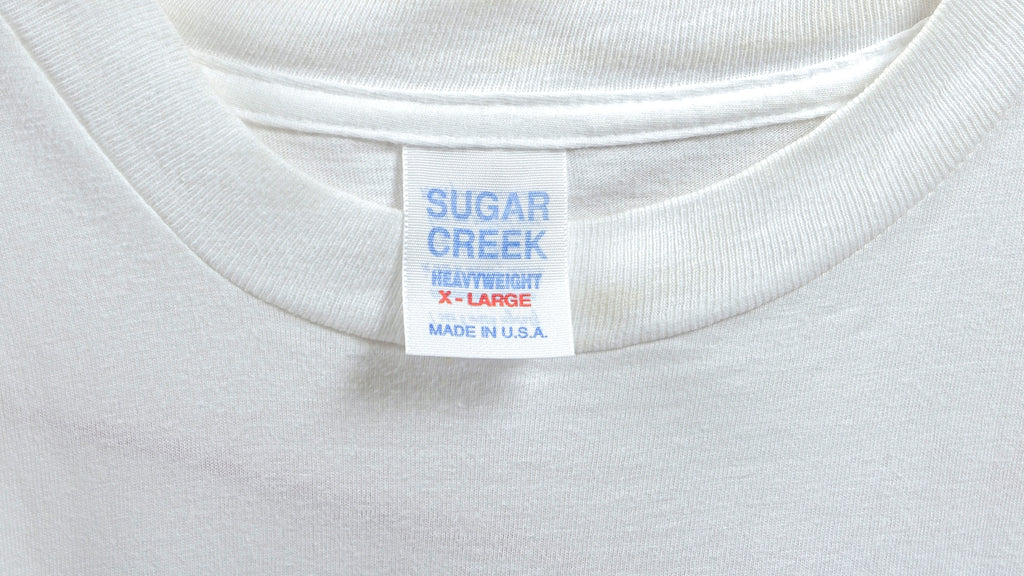 SUGAR
CREEK
HEAVYWEIGHT
X-LARGE
MADE IN U.S.A.